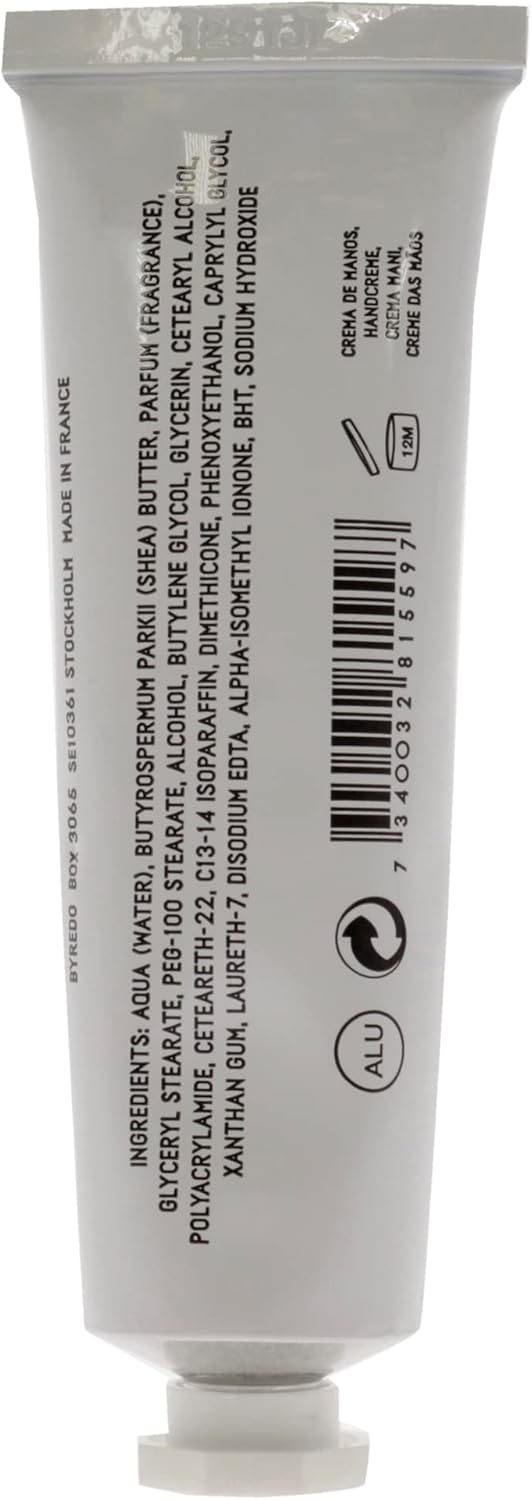 BYREDO BOX 3065 SE10361 STOCKHOLM MADE IN FRANCE
INGREDIENTS: AQUA (WATER), BUTYROSPERMUM PARKII (SHEA) BUTTER, PARFUM (FRAGRANCE),
GLYCERYL STEARATE, PEG-100 STEARATE, ALCOHOL, BUTYLENE GLYCOL, GLYCERIN, CETEARYL ALCOHOL,
POLYACRYLAMIDE, CETEARETH-22, C13-14 ISOPARAFFIN, DIMETHICONE, PHENOXYETHANOL, CAPRYLYL GLYCOL,
XANTHAN GUM, LAURETH-7, DISODIUM EDTA, ALPHA-ISOMETHYL IONONE, BHT, SODIUM HYDROXIDE
ALU
7 340032 815597
12M
CREMA DE MANOS,
HANDCREME,
CREMA MANI,
CREME DAS MÃOS